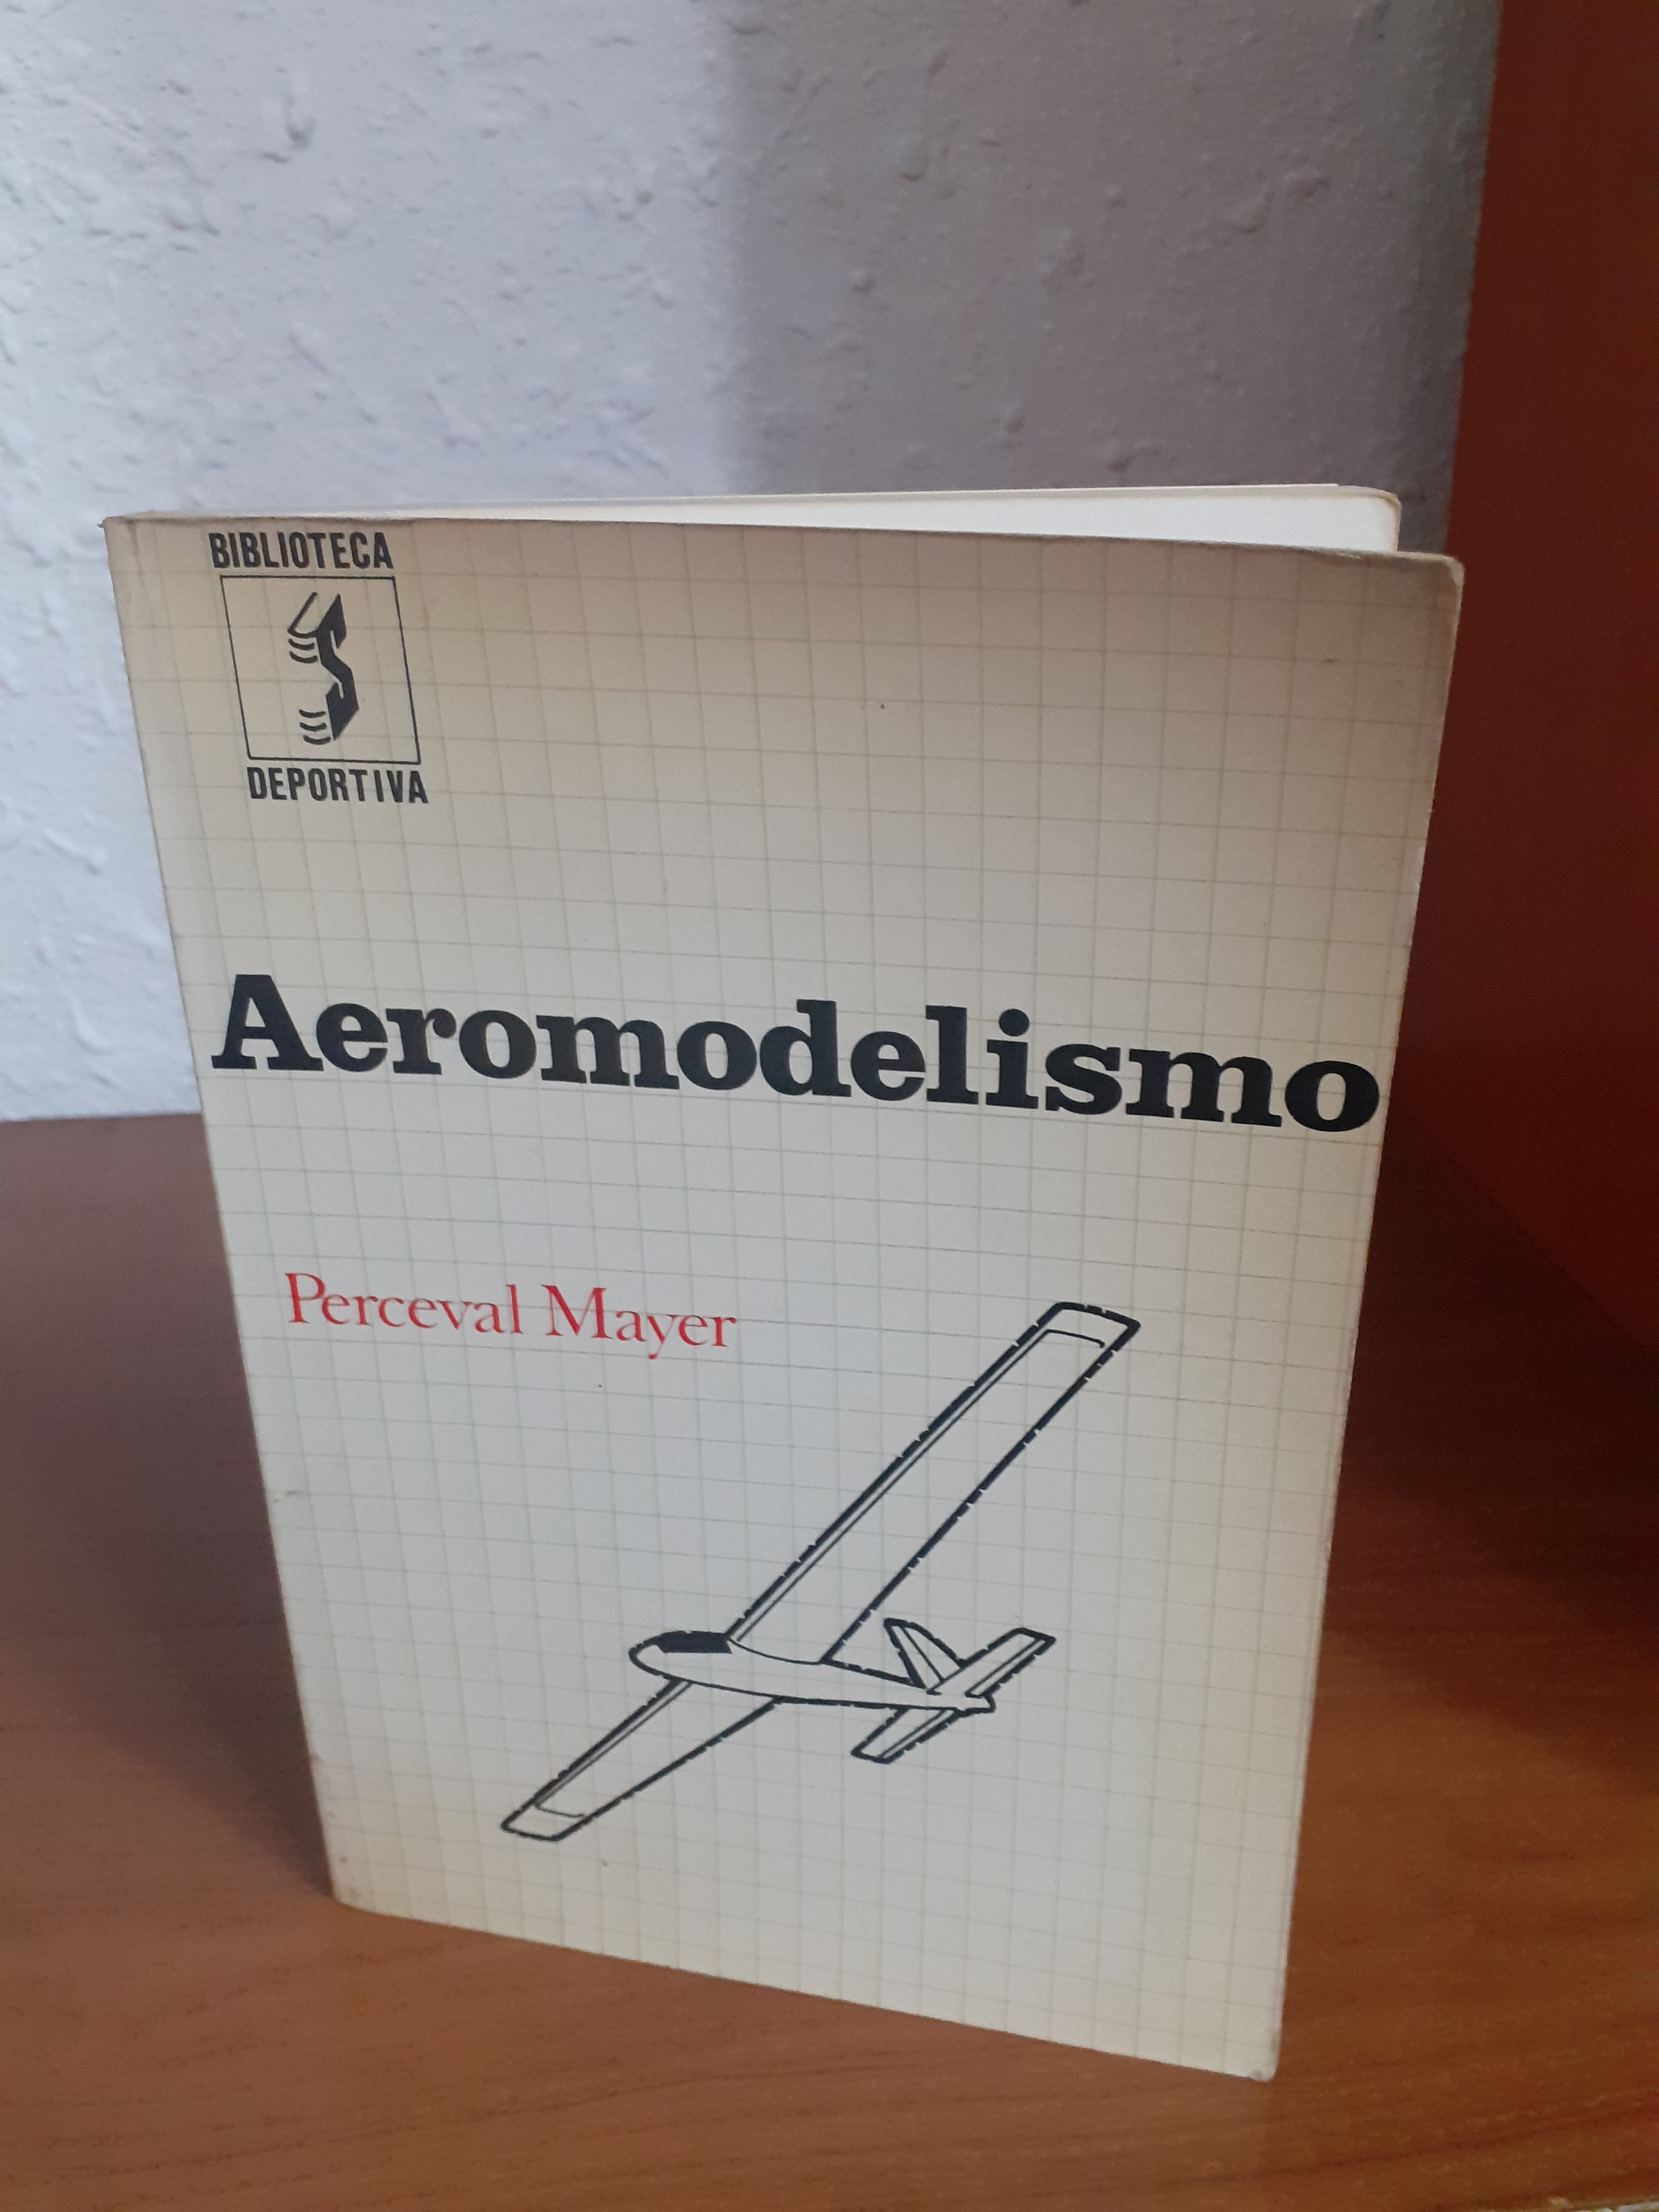 BIBLIOTECA
DEPORTIVA
Aeromodelismo
Perceval Mayer